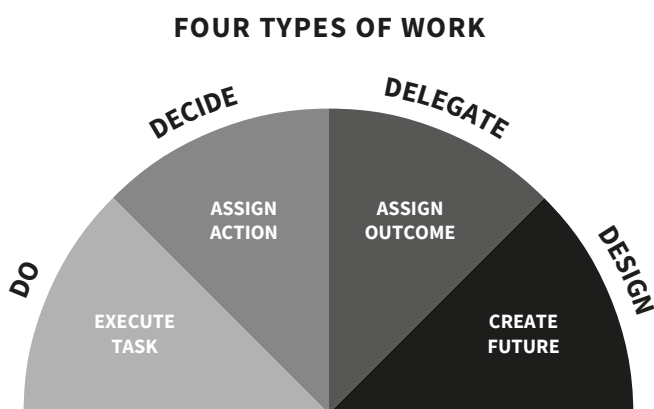 FOUR TYPES OF WORK
DO
DECIDE
DELEGATE
DESIGN
EXECUTE
TASK
ASSIGN
ACTION
ASSIGN
OUTCOME
CREATE
FUTURE